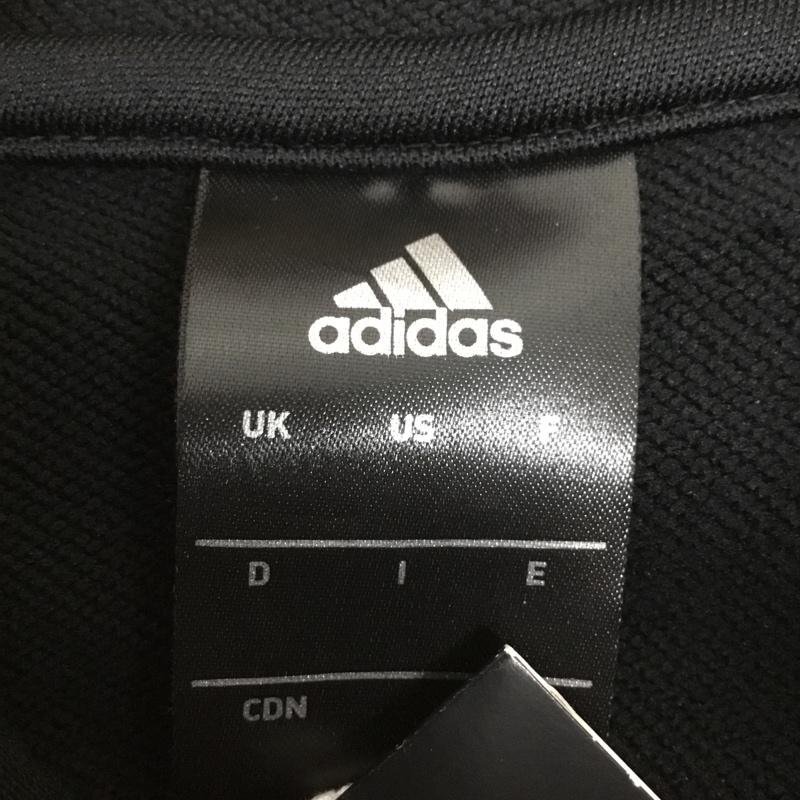 adidas
UK US F
D I E
CDN